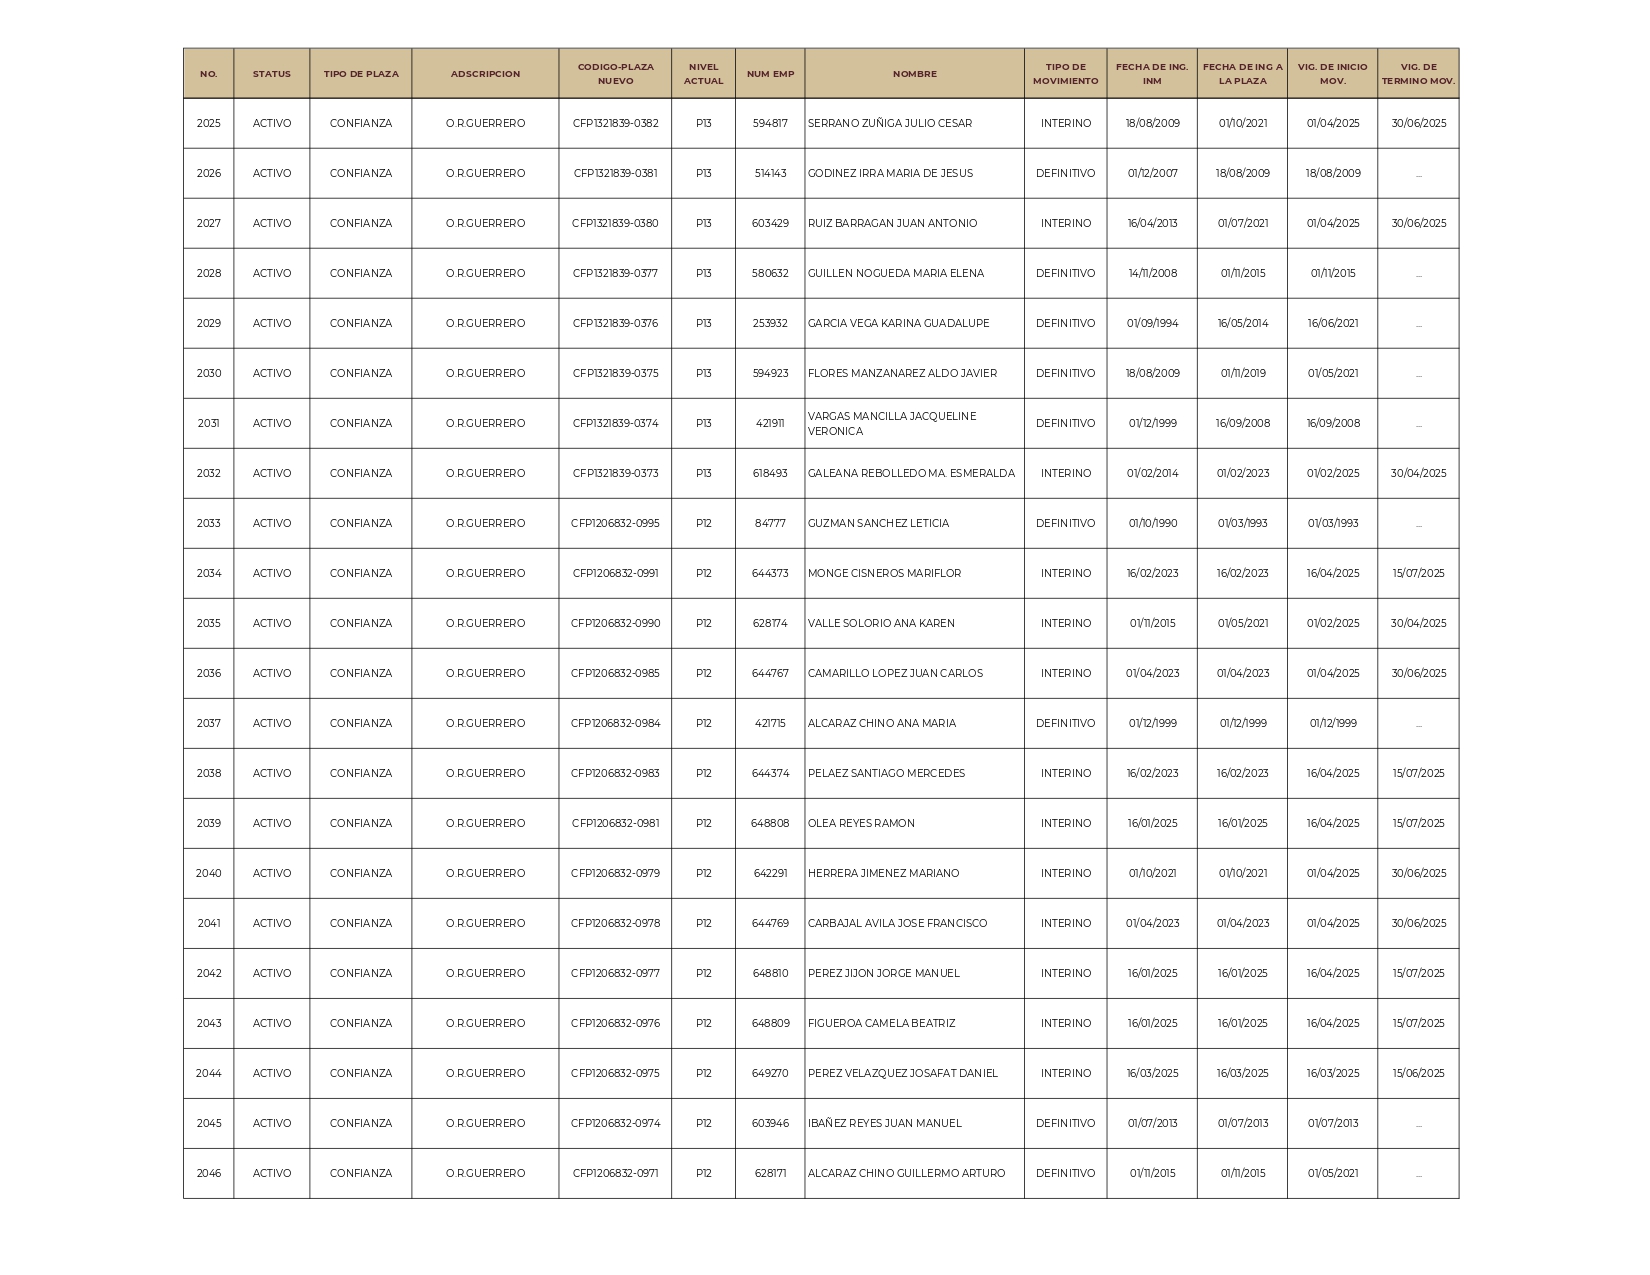 NO. STATUS TIPO DE PLAZA ADSCRIPCION CODIGO-PLAZA NUEVO NIVEL ACTUAL NUM EMP NOMBRE TIPO DE MOVIMIENTO FECHA DE ING. INM FECHA DE ING A LA PLAZA VIG. DE INICIO MOV. VIG. DE TERMINO MOV.
2025 ACTIVO CONFIANZA O.R.GUERRERO CFP1321839-0382 P13 594817 SERRANO ZUÑIGA JULIO CESAR INTERINO 18/08/2009 01/10/2021 01/04/2025 30/06/2025
2026 ACTIVO CONFIANZA O.R.GUERRERO CFP1321839-0381 P13 514143 GODINEZ IRRA MARIA DE JESUS DEFINITIVO 01/12/2007 18/08/2009 18/08/2009 ...
2027 ACTIVO CONFIANZA O.R.GUERRERO CFP1321839-0380 P13 603429 RUIZ BARRAGAN JUAN ANTONIO INTERINO 16/04/2013 01/07/2021 01/04/2025 30/06/2025
2028 ACTIVO CONFIANZA O.R.GUERRERO CFP1321839-0377 P13 580632 GUILLEN NOGUEDA MARIA ELENA DEFINITIVO 14/11/2008 01/11/2015 01/11/2015 ...
2029 ACTIVO CONFIANZA O.R.GUERRERO CFP1321839-0376 P13 253932 GARCIA VEGA KARINA GUADALUPE DEFINITIVO 01/09/1994 16/05/2014 16/06/2021 ...
2030 ACTIVO CONFIANZA O.R.GUERRERO CFP1321839-0375 P13 594923 FLORES MANZANAREZ ALDO JAVIER DEFINITIVO 18/08/2009 01/11/2019 01/05/2021 ...
2031 ACTIVO CONFIANZA O.R.GUERRERO CFP1321839-0374 P13 421911 VARGAS MANCILLA JACQUELINE VERONICA DEFINITIVO 01/12/1999 16/09/2008 16/09/2008 ...
2032 ACTIVO CONFIANZA O.R.GUERRERO CFP1321839-0373 P13 618493 GALEANA REBOLLEDO MA. ESMERALDA INTERINO 01/02/2014 01/02/2023 01/02/2025 30/04/2025
2033 ACTIVO CONFIANZA O.R.GUERRERO CFP1206832-0995 P12 84777 GUZMAN SANCHEZ LETICIA DEFINITIVO 01/10/1990 01/03/1993 01/03/1993 ...
2034 ACTIVO CONFIANZA O.R.GUERRERO CFP1206832-0991 P12 644373 MONGE CISNEROS MARIFLOR INTERINO 16/02/2023 16/02/2023 16/04/2025 15/07/2025
2035 ACTIVO CONFIANZA O.R.GUERRERO CFP1206832-0990 P12 628174 VALLE SOLORIO ANA KAREN INTERINO 01/11/2015 01/05/2021 01/02/2025 30/04/2025
2036 ACTIVO CONFIANZA O.R.GUERRERO CFP1206832-0985 P12 644767 CAMARILLO LOPEZ JUAN CARLOS INTERINO 01/04/2023 01/04/2023 01/04/2025 30/06/2025
2037 ACTIVO CONFIANZA O.R.GUERRERO CFP1206832-0984 P12 421715 ALCARAZ CHINO ANA MARIA DEFINITIVO 01/12/1999 01/12/1999 01/12/1999 ...
2038 ACTIVO CONFIANZA O.R.GUERRERO CFP1206832-0983 P12 644374 PELAEZ SANTIAGO MERCEDES INTERINO 16/02/2023 16/02/2023 16/04/2025 15/07/2025
2039 ACTIVO CONFIANZA O.R.GUERRERO CFP1206832-0981 P12 648808 OLEA REYES RAMON INTERINO 16/01/2025 16/01/2025 16/04/2025 15/07/2025
2040 ACTIVO CONFIANZA O.R.GUERRERO CFP1206832-0979 P12 642291 HERRERA JIMENEZ MARIANO INTERINO 01/10/2021 01/10/2021 01/04/2025 30/06/2025
2041 ACTIVO CONFIANZA O.R.GUERRERO CFP1206832-0978 P12 644769 CARBAJAL AVILA JOSE FRANCISCO INTERINO 01/04/2023 01/04/2023 01/04/2025 30/06/2025
2042 ACTIVO CONFIANZA O.R.GUERRERO CFP1206832-0977 P12 648810 PEREZ JIJON JORGE MANUEL INTERINO 16/01/2025 16/01/2025 16/04/2025 15/07/2025
2043 ACTIVO CONFIANZA O.R.GUERRERO CFP1206832-0976 P12 648809 FIGUEROA CAMELA BEATRIZ INTERINO 16/01/2025 16/01/2025 16/04/2025 15/07/2025
2044 ACTIVO CONFIANZA O.R.GUERRERO CFP1206832-0975 P12 649270 PEREZ VELAZQUEZ JOSAFAT DANIEL INTERINO 16/03/2025 16/03/2025 16/03/2025 15/06/2025
2045 ACTIVO CONFIANZA O.R.GUERRERO CFP1206832-0974 P12 603946 IBAÑEZ REYES JUAN MANUEL DEFINITIVO 01/07/2013 01/07/2013 01/07/2013 ...
2046 ACTIVO CONFIANZA O.R.GUERRERO CFP1206832-0971 P12 628171 ALCARAZ CHINO GUILLERMO ARTURO DEFINITIVO 01/11/2015 01/11/2015 01/05/2021 ...